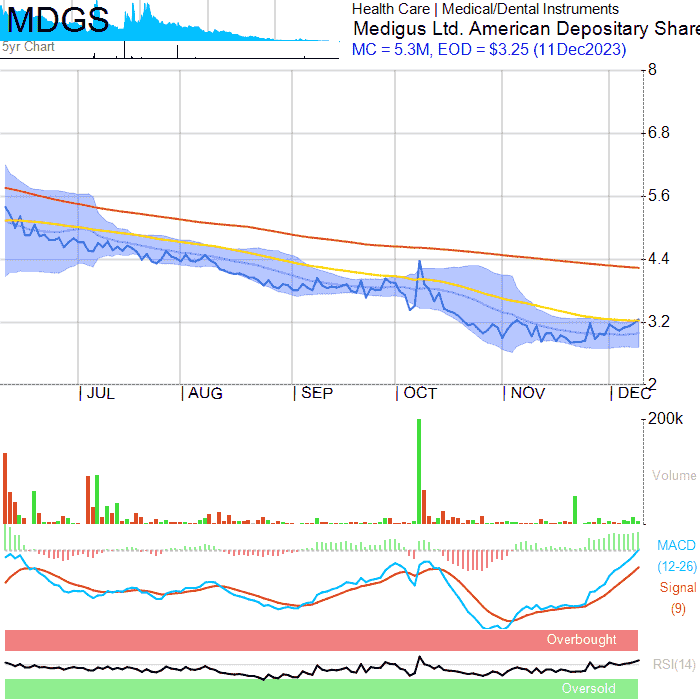 MDGS
5yr Chart
Health Care | Medical/Dental Instruments
Medigus Ltd. American Depositary Share
MC = 5.3M, EOD = $3.25 (11Dec2023)
8
6.8
5.6
4.4
3.2
2
JUL AUG SEP OCT NOV DEC
200k
Volume
MACD
(12-26)
Signal
(9)
Overbought
RSI(14)
Oversold